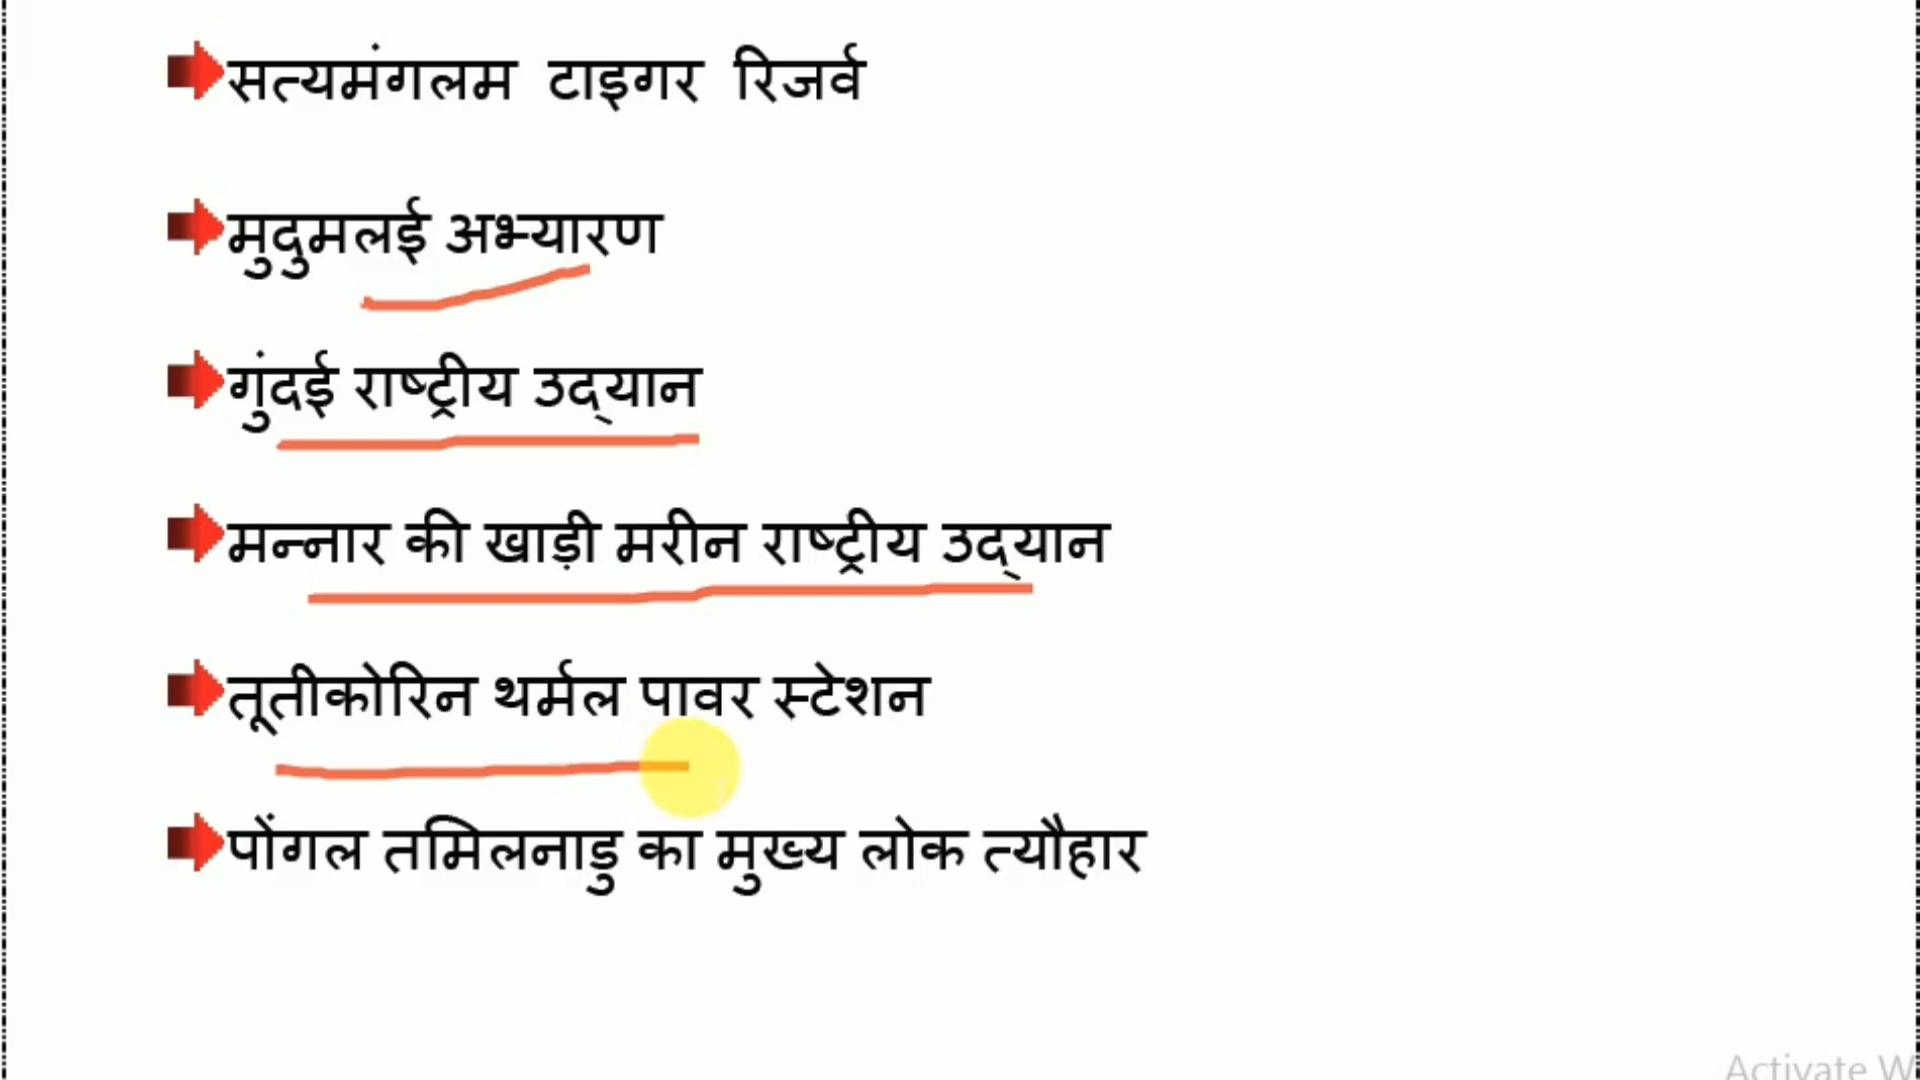 सत्यमंगलम टाइगर रिजर्व
मुदुमलई अभ्यारण
गुंदई राष्ट्रीय उद्‌यान
मन्नार की खाड़ी मरीन राष्ट्रीय उद्‌यान
तूतीकोरिन थर्मल पावर स्टेशन
पोंगल तमिलनाडु का मुख्य लोक त्यौहार
Activate W